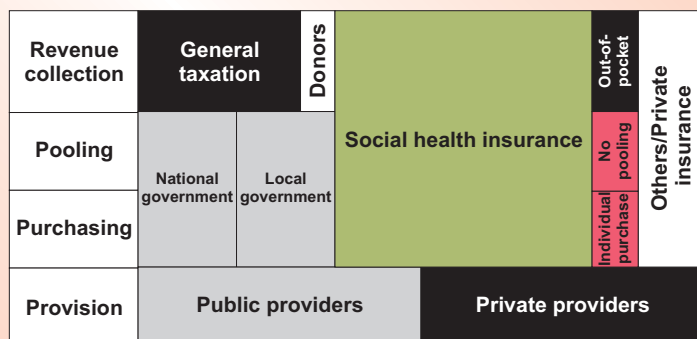 Revenue
collection
General
taxation
Donors
Social health insurance
Out-of-
pocket
Others/Private
insurance
Pooling
National
government
Local
government
No
pooling
Purchasing
Individual
purchase
Provision
Public providers
Private providers